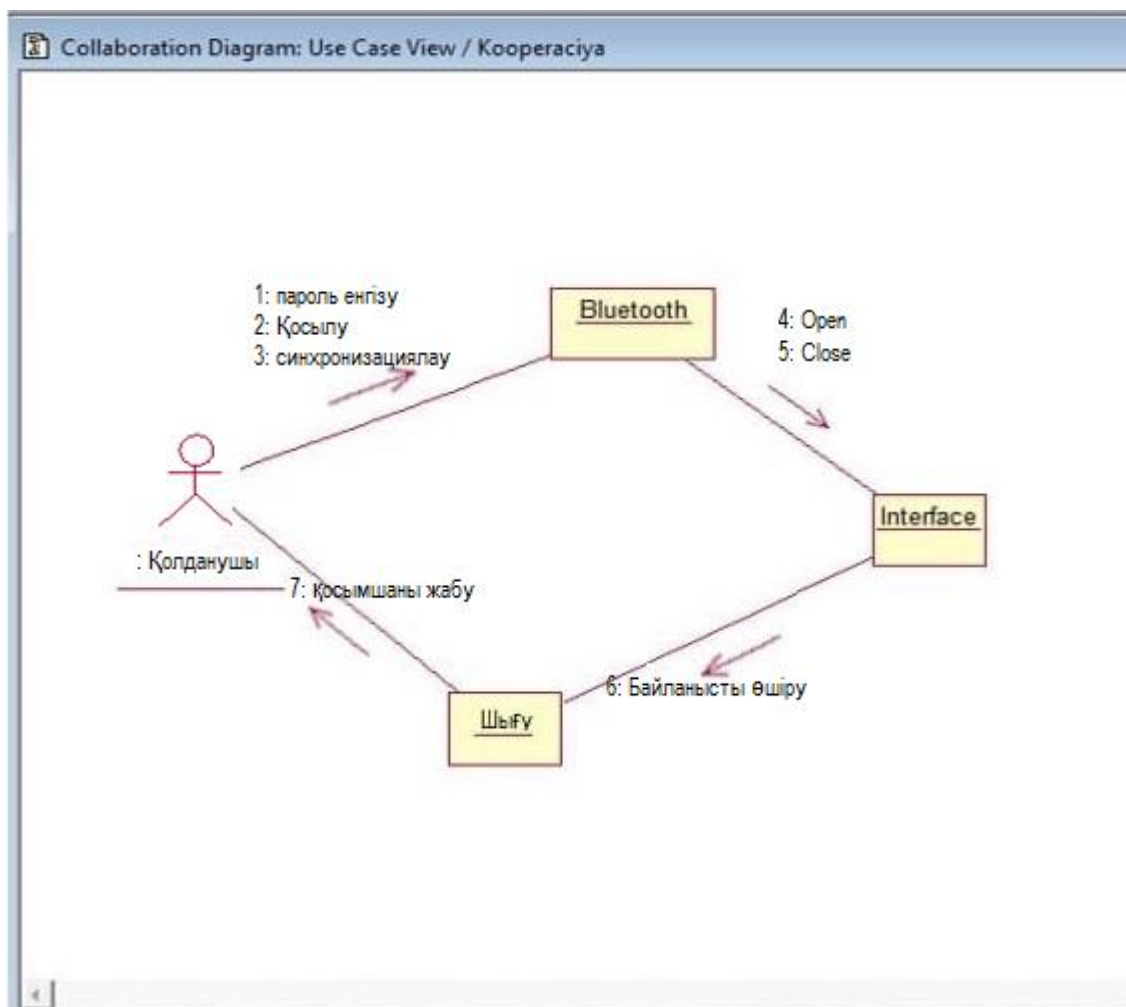 Collaboration Diagram: Use Case View / Kooperaciya
1: пароль енгізу
2: Қосылу
3: синхронизациялау
Bluetooth
4: Open
5: Close
Interface
: Қолданушы
7: қосымшаны жабу
6: Байланысты өшіру
Шығу